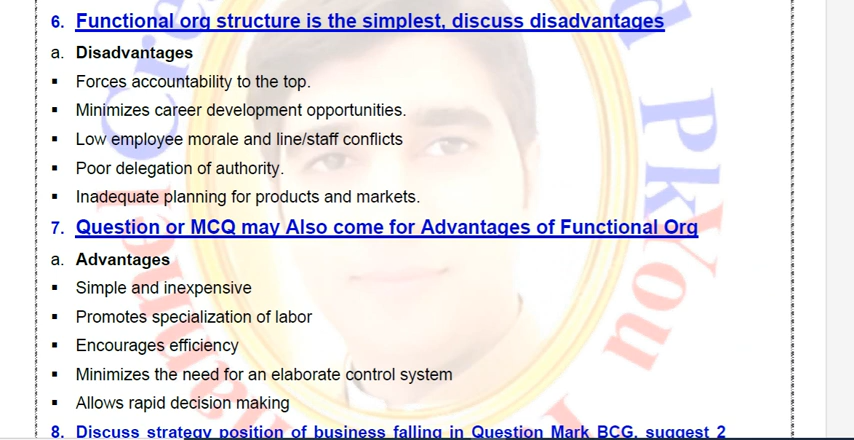 6. Functional org structure is the simplest, discuss disadvantages
a. Disadvantages
▪ Forces accountability to the top.
▪ Minimizes career development opportunities.
▪ Low employee morale and line/staff conflicts
▪ Poor delegation of authority.
▪ Inadequate planning for products and markets.
7. Question or MCQ may Also come for Advantages of Functional Org
a. Advantages
▪ Simple and inexpensive
▪ Promotes specialization of labor
▪ Encourages efficiency
▪ Minimizes the need for an elaborate control system
▪ Allows rapid decision making
8. Discuss strategy position of business falling in Question Mark BCG, suggest 2